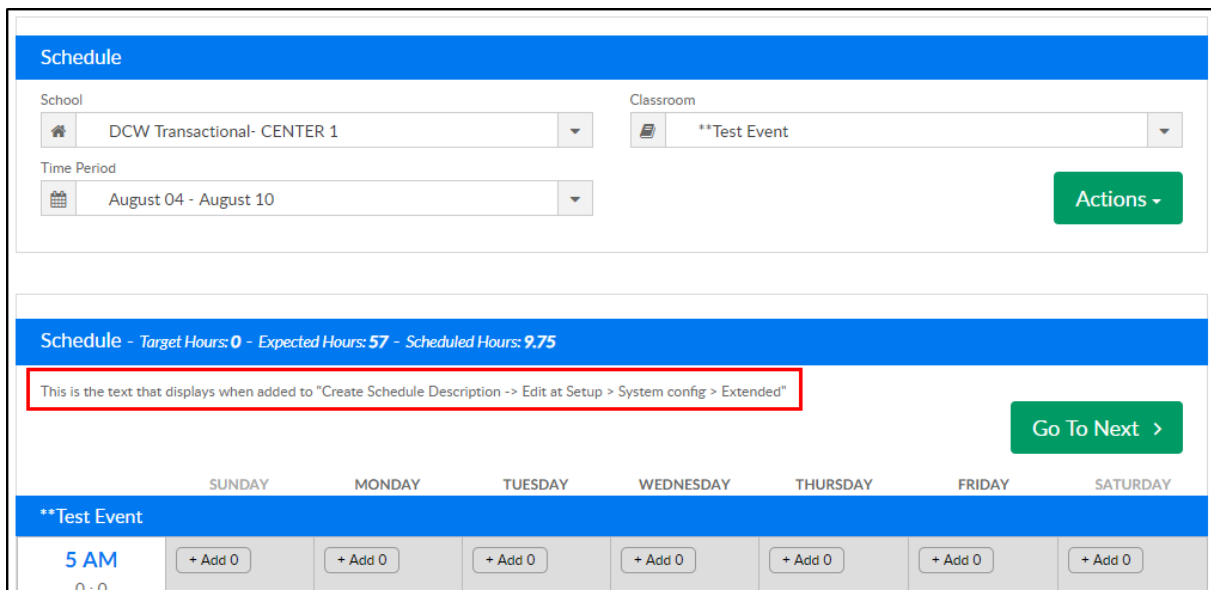 Schedule
School
Classroom
DCW Transactional- CENTER 1
**Test Event
Time Period
August 04 - August 10
Actions
Schedule - Target Hours: 0 - Expected Hours: 57 - Scheduled Hours: 9.75
This is the text that displays when added to "Create Schedule Description -> Edit at Setup > System config > Extended"
Go To Next >
SUNDAY MONDAY TUESDAY WEDNESDAY THURSDAY FRIDAY SATURDAY
**Test Event
5 AM + Add 0 + Add 0 + Add 0 + Add 0 + Add 0 + Add 0 + Add 0
0 : 0